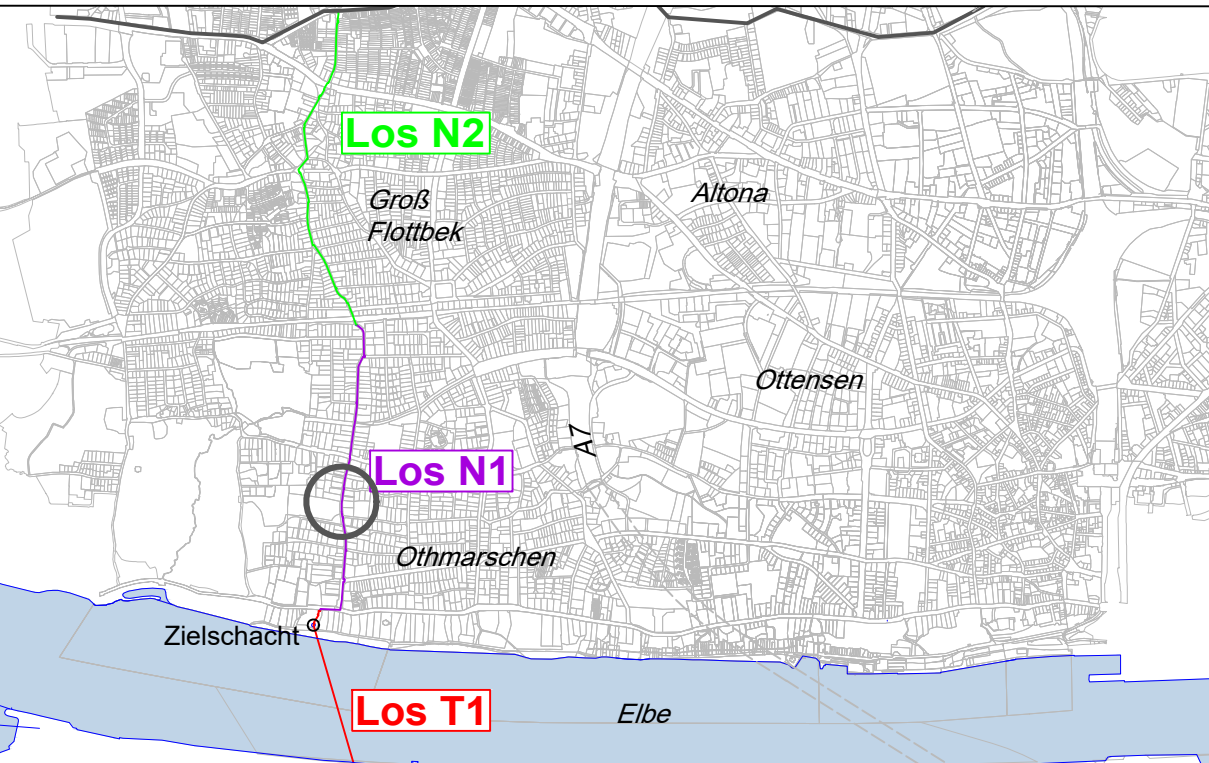 Los N2
Groß
Flottbek
Altona
Ottensen
A7
Los N1
Othmarschen
Zielschacht
Los T1
Elbe